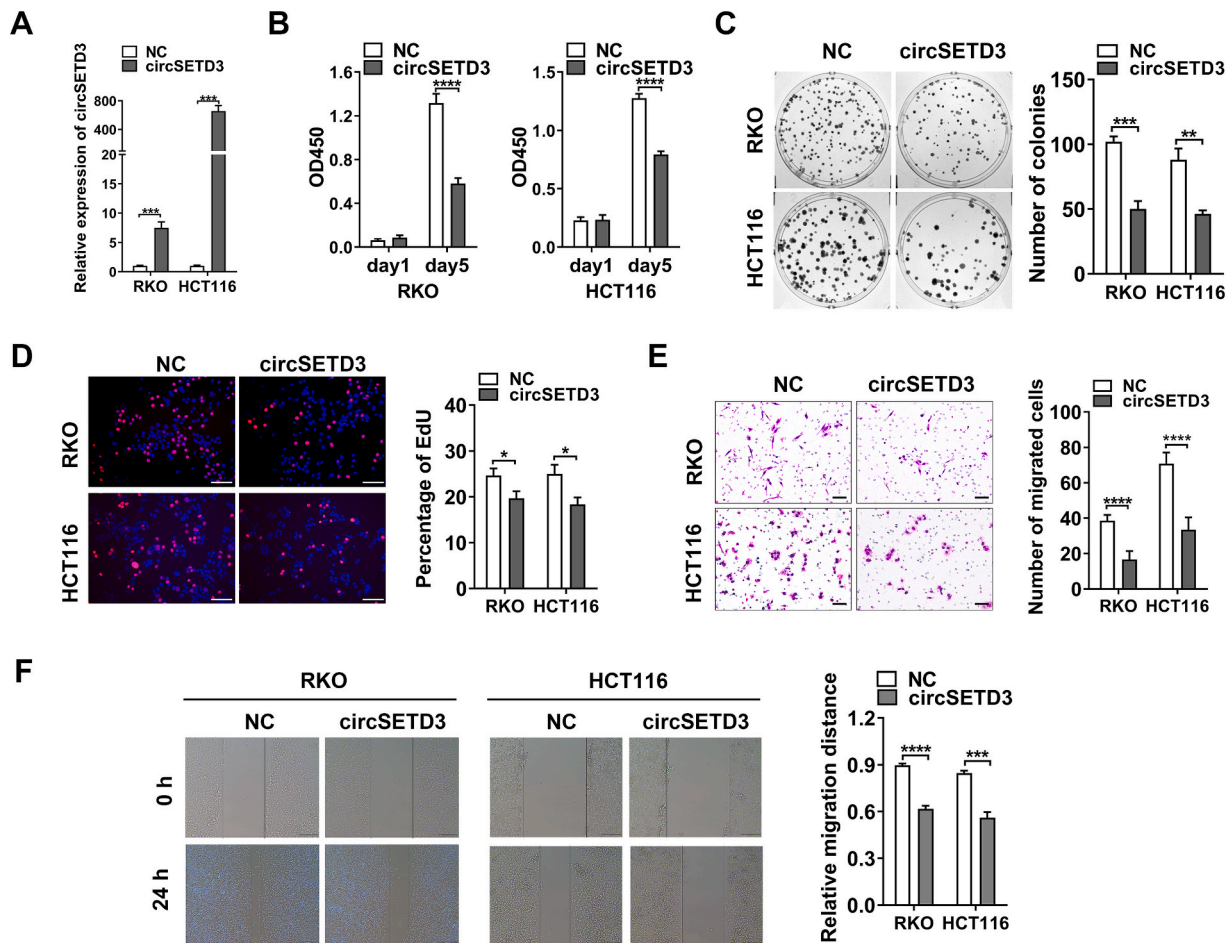 A
NC
circSETD3
Relative expression of circSETD3
800
400
20
20
15
10
5
0
***
***
RKO
HCT116
B
NC
circSETD3
OD450
1.6
1.2
0.8
0.4
0.0
****
day1
day5
RKO
NC
circSETD3
OD450
1.5
1.0
0.5
0.0
****
day1
day5
HCT116
C
NC
circSETD3
RKO
HCT116
NC
circSETD3
Number of colonies
150
100
50
0
***
**
RKO
HCT116
D
NC
circSETD3
RKO
HCT116
NC
circSETD3
Percentage of EdU
40
30
20
10
0
*
*
RKO
HCT116
E
NC
circSETD3
RKO
HCT116
NC
circSETD3
Number of migrated cells
100
80
60
40
20
0
****
****
RKO
HCT116
F
RKO
HCT116
NC
circSETD3
NC
circSETD3
0 h
24 h
NC
circSETD3
Relative migration distance
1.2
0.9
0.6
0.3
0.0
****
***
RKO
HCT116